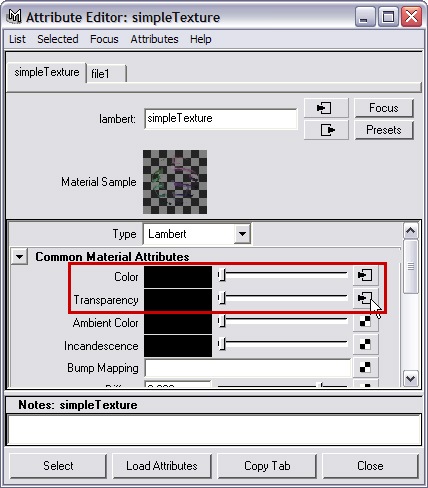 Attribute Editor: simpleTexture
List Selected Focus Attributes Help
simpleTexture file1
lambert: simpleTexture
Focus
Presets
Material Sample
Type Lambert
Common Material Attributes
Color
Transparency
Ambient Color
Incandescence
Bump Mapping
Notes: simpleTexture
Select Load Attributes Copy Tab Close